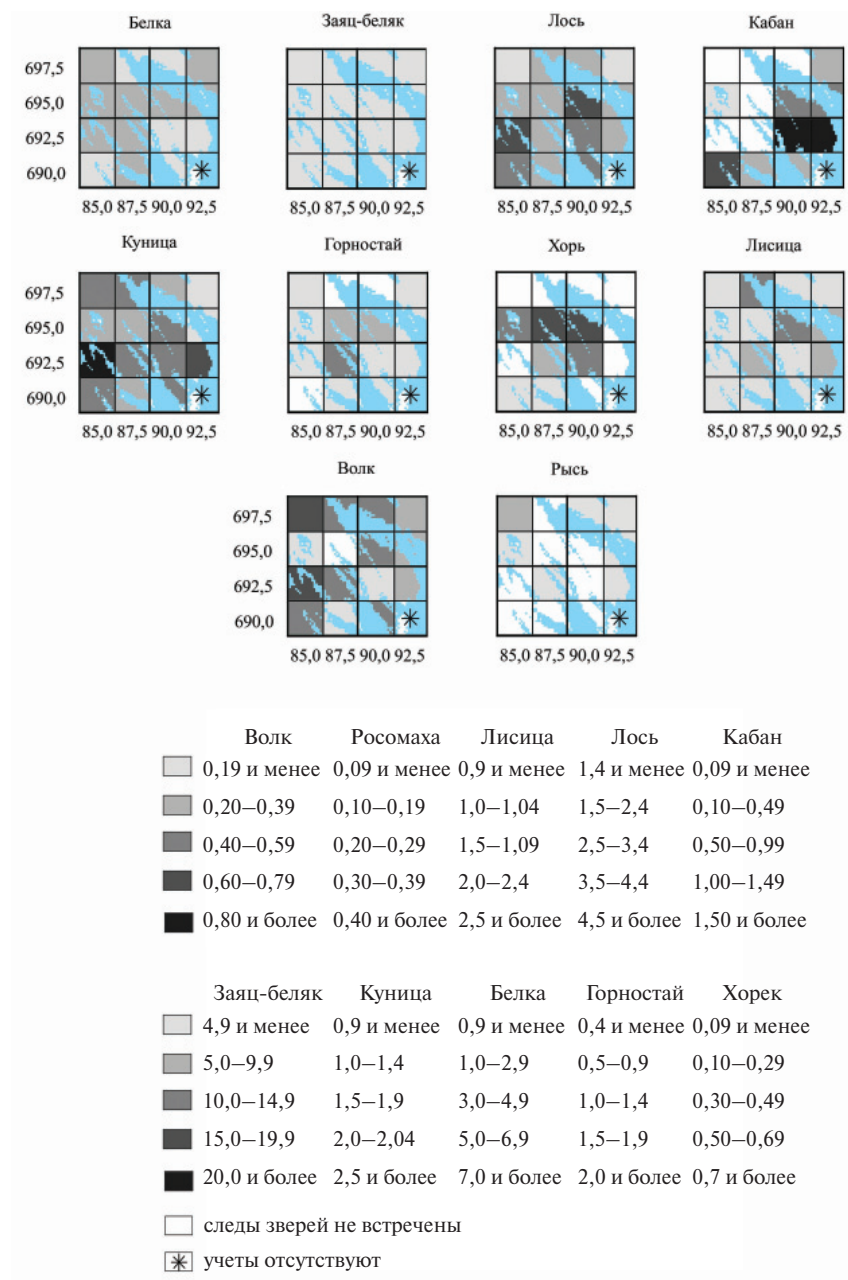 Белка Заяц-беляк Лось Кабан
697,5
695,0
692,5
690,0
85,0 87,5 90,0 92,5 85,0 87,5 90,0 92,5 85,0 87,5 90,0 92,5 85,0 87,5 90,0 92,5
Куница Горностай Хорь Лисица
697,5
695,0
692,5
690,0
85,0 87,5 90,0 92,5 85,0 87,5 90,0 92,5 85,0 87,5 90,0 92,5 85,0 87,5 90,0 92,5
Волк Рысь
697,5
695,0
692,5
690,0
85,0 87,5 90,0 92,5 85,0 87,5 90,0 92,5
Волк Росомаха Лисица Лось Кабан
0,19 и менее 0,09 и менее 0,9 и менее 1,4 и менее 0,09 и менее
0,20–0,39 0,10–0,19 1,0–1,04 1,5–2,4 0,10–0,49
0,40–0,59 0,20–0,29 1,5–1,09 2,5–3,4 0,50–0,99
0,60–0,79 0,30–0,39 2,0–2,4 3,5–4,4 1,00–1,49
0,80 и более 0,40 и более 2,5 и более 4,5 и более 1,50 и более
Заяц-беляк Куница Белка Горностай Хорек
4,9 и менее 0,9 и менее 0,9 и менее 0,4 и менее 0,09 и менее
5,0–9,9 1,0–1,4 1,0–2,9 0,5–0,9 0,10–0,29
10,0–14,9 1,5–1,9 3,0–4,9 1,0–1,4 0,30–0,49
15,0–19,9 2,0–2,04 5,0–6,9 1,5–1,9 0,50–0,69
20,0 и более 2,5 и более 7,0 и более 2,0 и более 0,7 и более
следы зверей не встречены
учеты отсутствуют